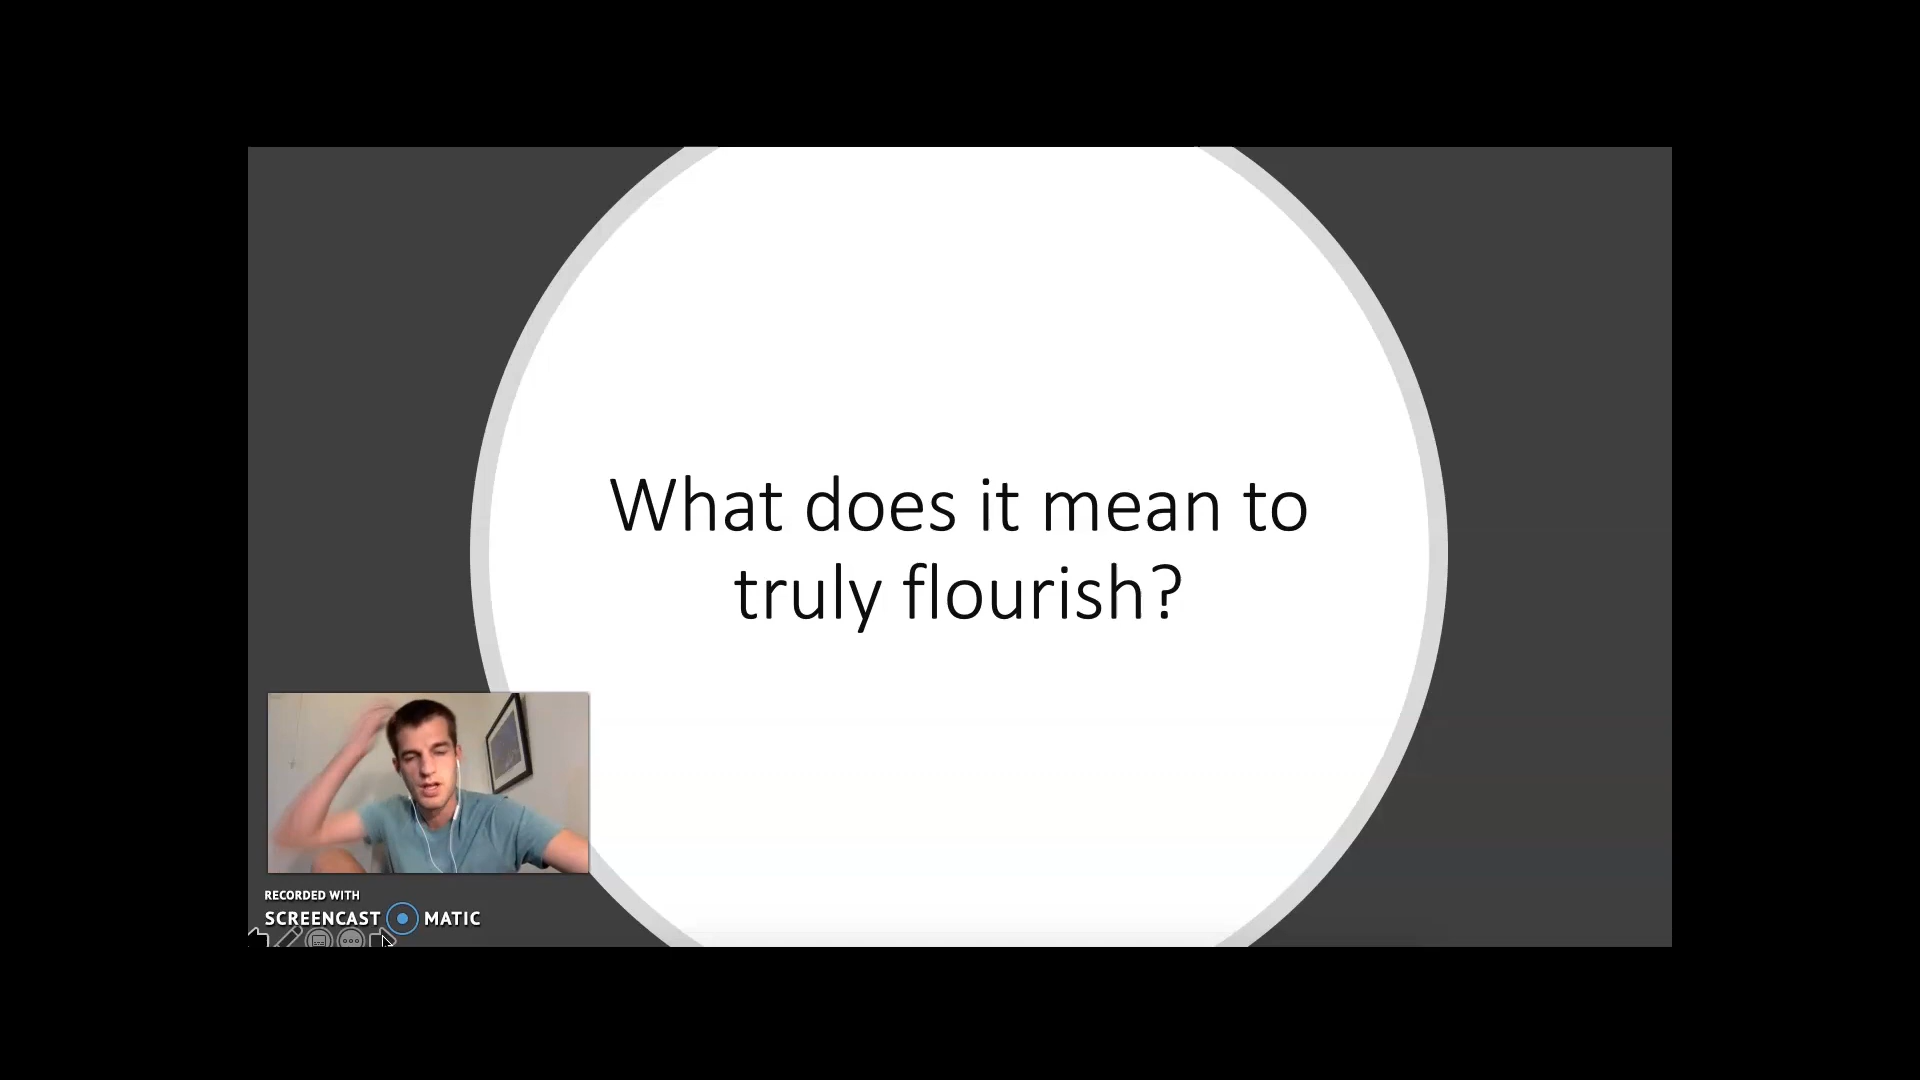 What does it mean to
truly flourish?
RECORDED WITH
SCREENCAST MATIC